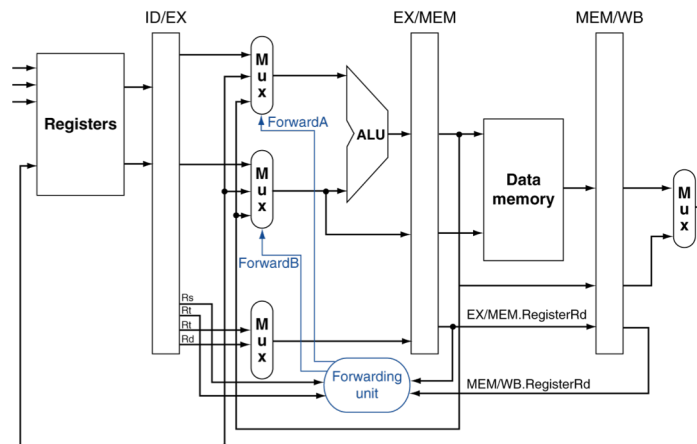 ID/EX
EX/MEM
MEM/WB
Registers
M
u
x
ForwardA
ALU
M
u
x
Data
memory
M
u
x
ForwardB
Rs
Rt
Rt
Rd
M
u
x
EX/MEM.RegisterRd
Forwarding
unit
MEM/WB.RegisterRd